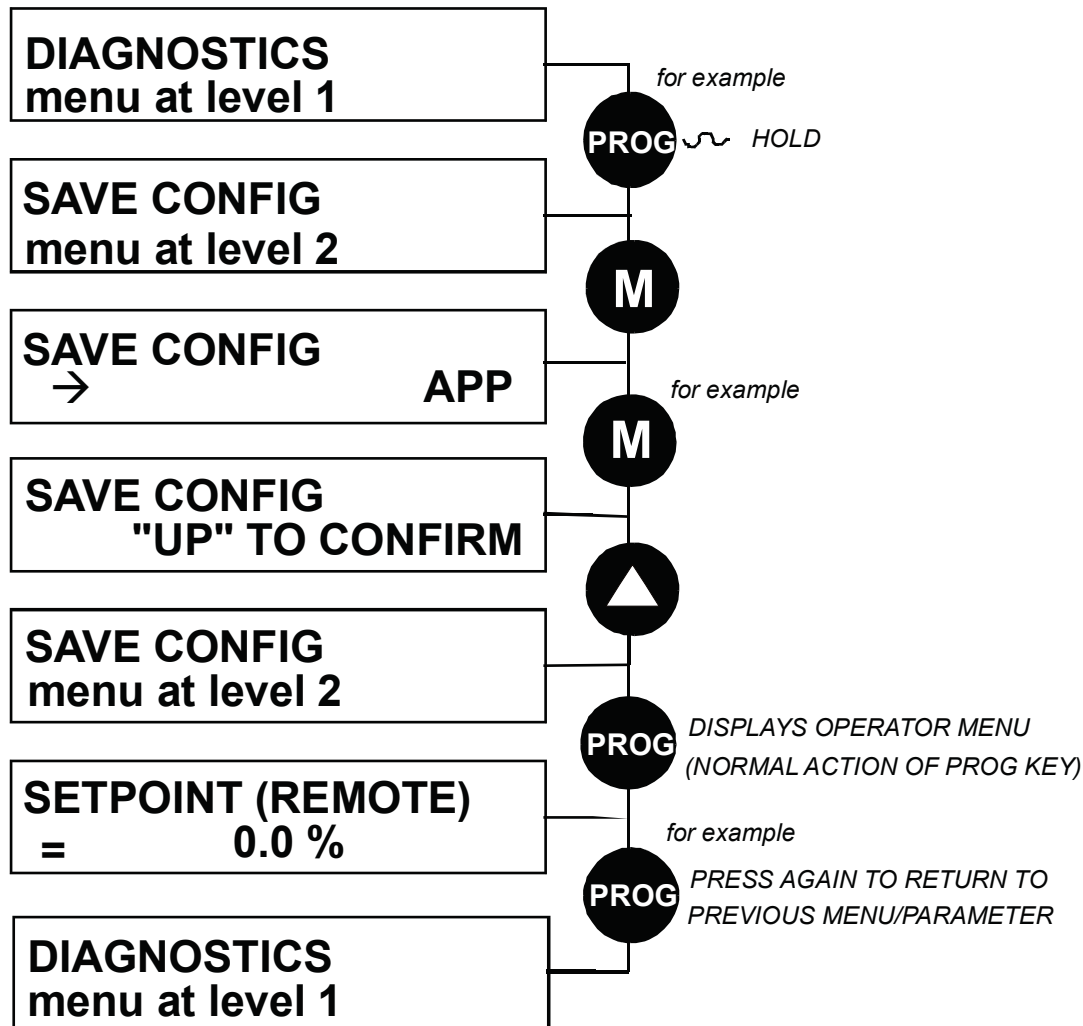 DIAGNOSTICS
menu at level 1
for example
PROG
HOLD
SAVE CONFIG
menu at level 2
M
SAVE CONFIG
→ APP
for example
M
SAVE CONFIG
"UP" TO CONFIRM
SAVE CONFIG
menu at level 2
PROG
DISPLAYS OPERATOR MENU
(NORMAL ACTION OF PROG KEY)
SETPOINT (REMOTE)
= 0.0 %
for example
PROG
PRESS AGAIN TO RETURN TO
PREVIOUS MENU/PARAMETER
DIAGNOSTICS
menu at level 1